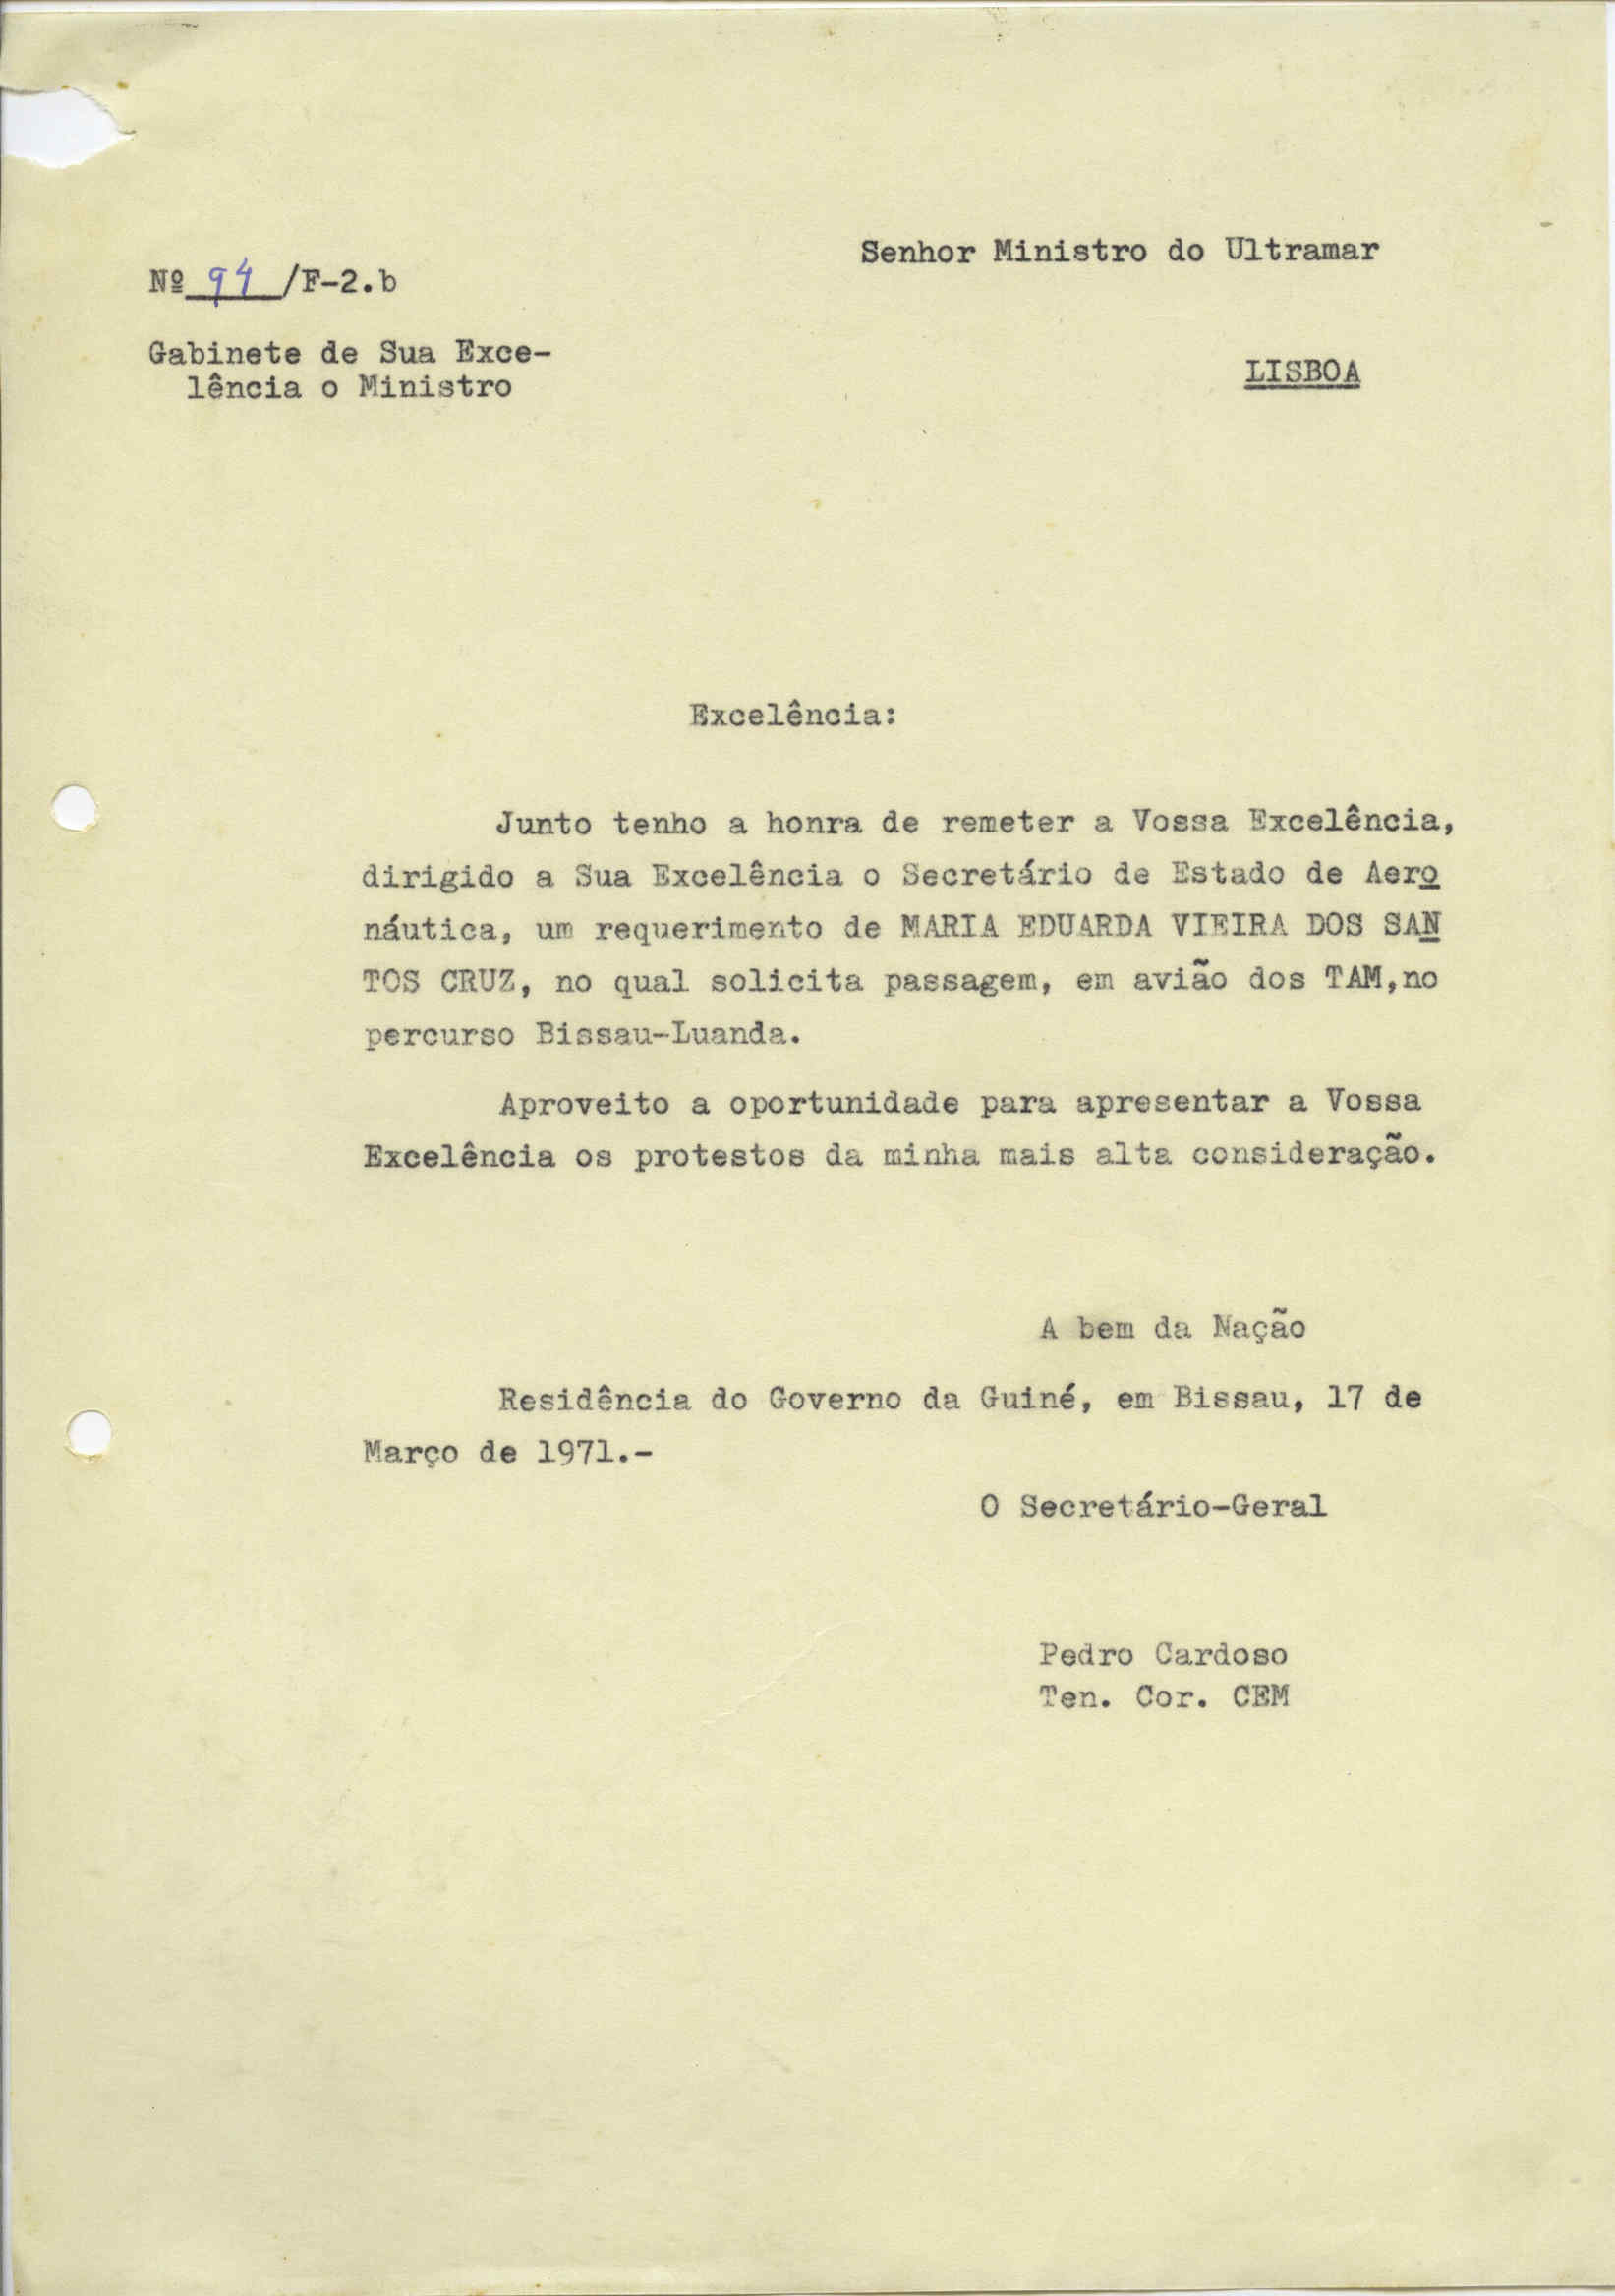 Senhor Ministro do Ultramar
Nº 94 /F-2.b
Gabinete de Sua Exce-
lência o Ministro
LISBOA
Excelência:
Junto tenho a honra de remeter a Vossa Excelência,
dirigido a Sua Excelência o Secretário de Estado de Aero
náutica, um requerimento de MARIA EDUARDA VIEIRA DOS SAN
TOS CRUZ, no qual solicita passagem, em avião dos TAM,no
percurso Bissau-Luanda.
Aproveito a oportunidade para apresentar a Vossa
Excelência os protestos da minha mais alta consideração.
A bem da Nação
Residência do Governo da Guiné, em Bissau, 17 de
Março de 1971.-
O Secretário-Geral
Pedro Cardoso
Ten. Cor. CEM